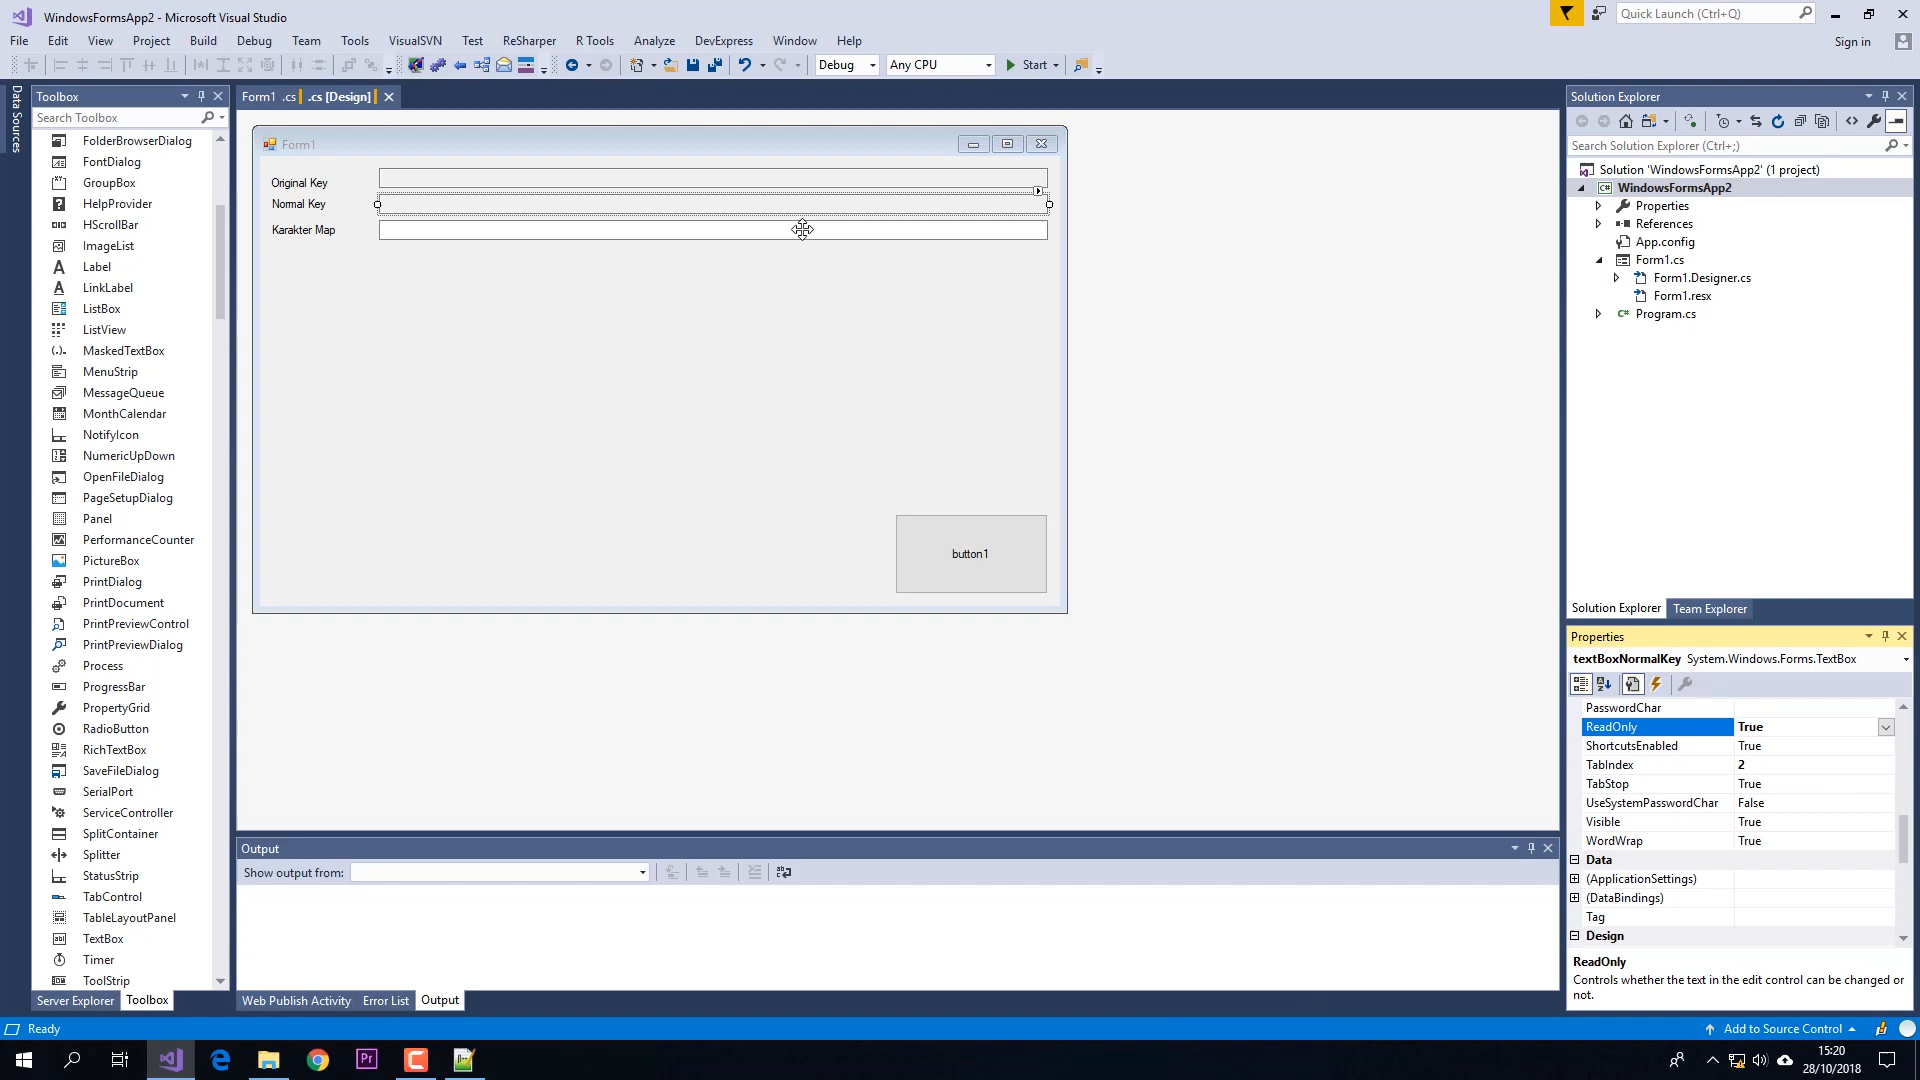 WindowsFormsApp2 - Microsoft Visual Studio
Quick Launch (Ctrl+Q)
File Edit View Project Build Debug Team Tools VisualSVN Test ReSharper R Tools Analyze DevExpress Window Help
Sign in
Debug Any CPU Start
Data Sources
Toolbox
Search Toolbox
FolderBrowserDialog
FontDialog
GroupBox
HelpProvider
HScrollBar
ImageList
Label
LinkLabel
ListBox
ListView
MaskedTextBox
MenuStrip
MessageQueue
MonthCalendar
NotifyIcon
NumericUpDown
OpenFileDialog
PageSetupDialog
Panel
PerformanceCounter
PictureBox
PrintDialog
PrintDocument
PrintPreviewControl
PrintPreviewDialog
Process
ProgressBar
PropertyGrid
RadioButton
RichTextBox
SaveFileDialog
SerialPort
ServiceController
SplitContainer
Splitter
StatusStrip
TabControl
TableLayoutPanel
TextBox
Timer
ToolStrip
Server Explorer Toolbox
Form1 .cs .cs [Design]
Form1
Original Key
Normal Key
Karakter Map
button1
Output
Show output from:
Web Publish Activity Error List Output
Solution Explorer
Search Solution Explorer (Ctrl+;)
Solution 'WindowsFormsApp2' (1 project)
WindowsFormsApp2
Properties
References
App.config
Form1.cs
Form1.Designer.cs
Form1.resx
Program.cs
Solution Explorer Team Explorer
Properties
textBoxNormalKey System.Windows.Forms.TextBox
PasswordChar
ReadOnly True
ShortcutsEnabled True
TabIndex 2
TabStop True
UseSystemPasswordChar False
Visible True
WordWrap True
Data
(ApplicationSettings)
(DataBindings)
Tag
Design
ReadOnly
Controls whether the text in the edit control can be changed or
not.
Ready
Add to Source Control
15:20
28/10/2018